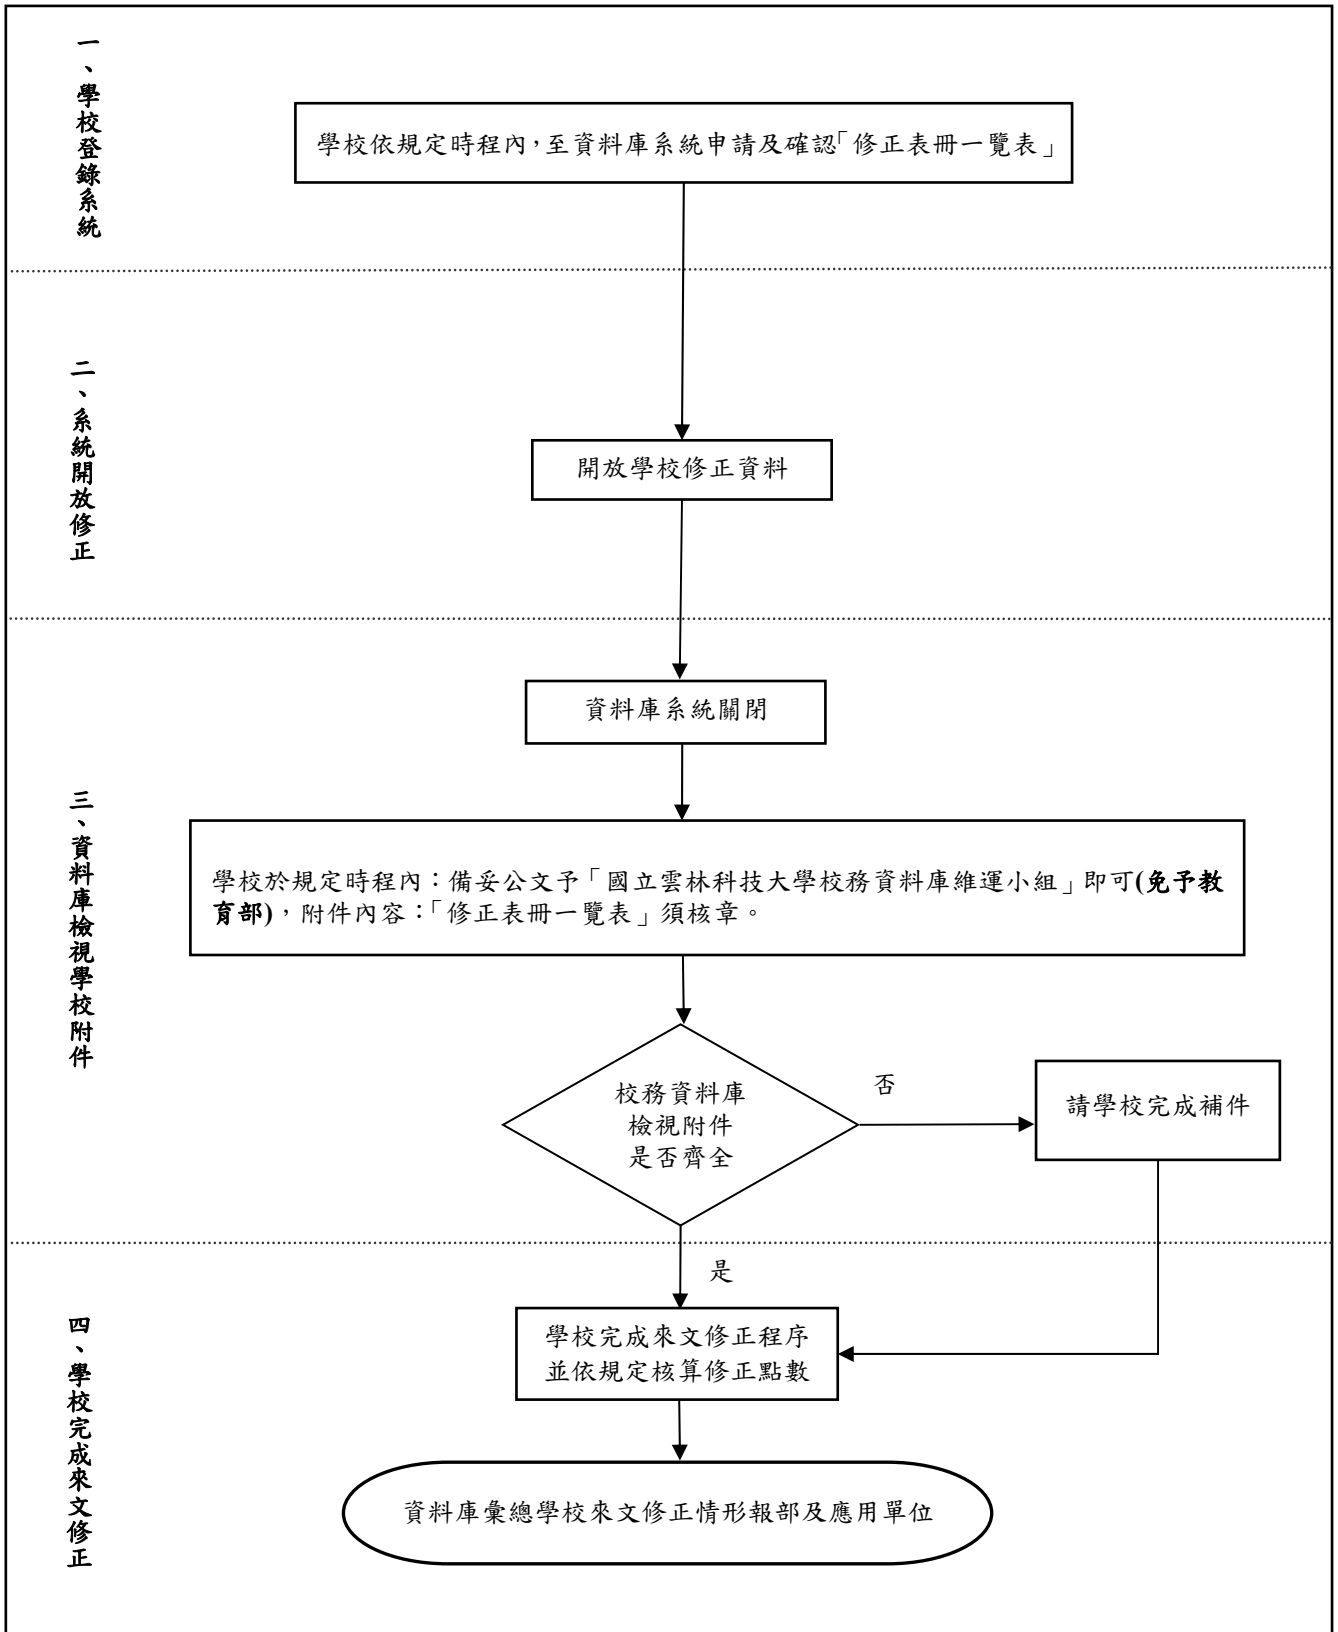 一、學校登錄系統
學校依規定時程內，至資料庫系統申請及確認「修正表冊一覽表」
二、系統開放修正
開放學校修正資料
三、資料庫檢視學校附件
資料庫系統關閉
學校於規定時程內：備妥公文予「國立雲林科技大學校務資料庫維運小組」即可(免予教
育部)，附件內容：「修正表冊一覽表」須核章。
校務資料庫
檢視附件
是否齊全
否
請學校完成補件
是
四、學校完成來文修正
學校完成來文修正程序
並依規定核算修正點數
資料庫彙總學校來文修正情形報部及應用單位